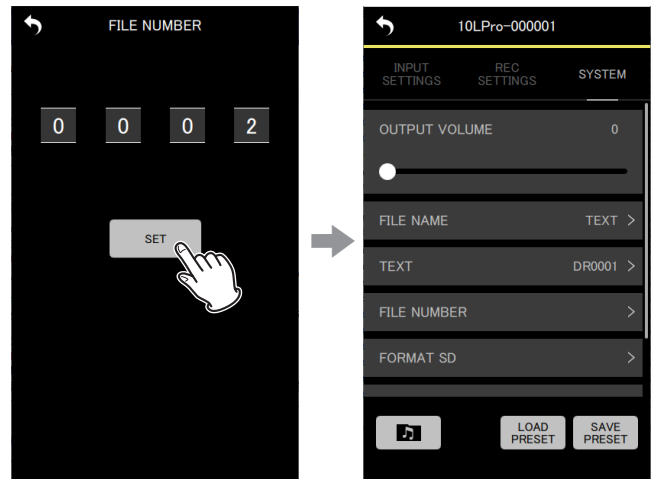 FILE NUMBER
0 0 0 2
SET
10LPro-000001
INPUT SETTINGS
REC SETTINGS
SYSTEM
OUTPUT VOLUME 0
FILE NAME TEXT >
TEXT DR0001 >
FILE NUMBER >
FORMAT SD >
LOAD PRESET
SAVE PRESET